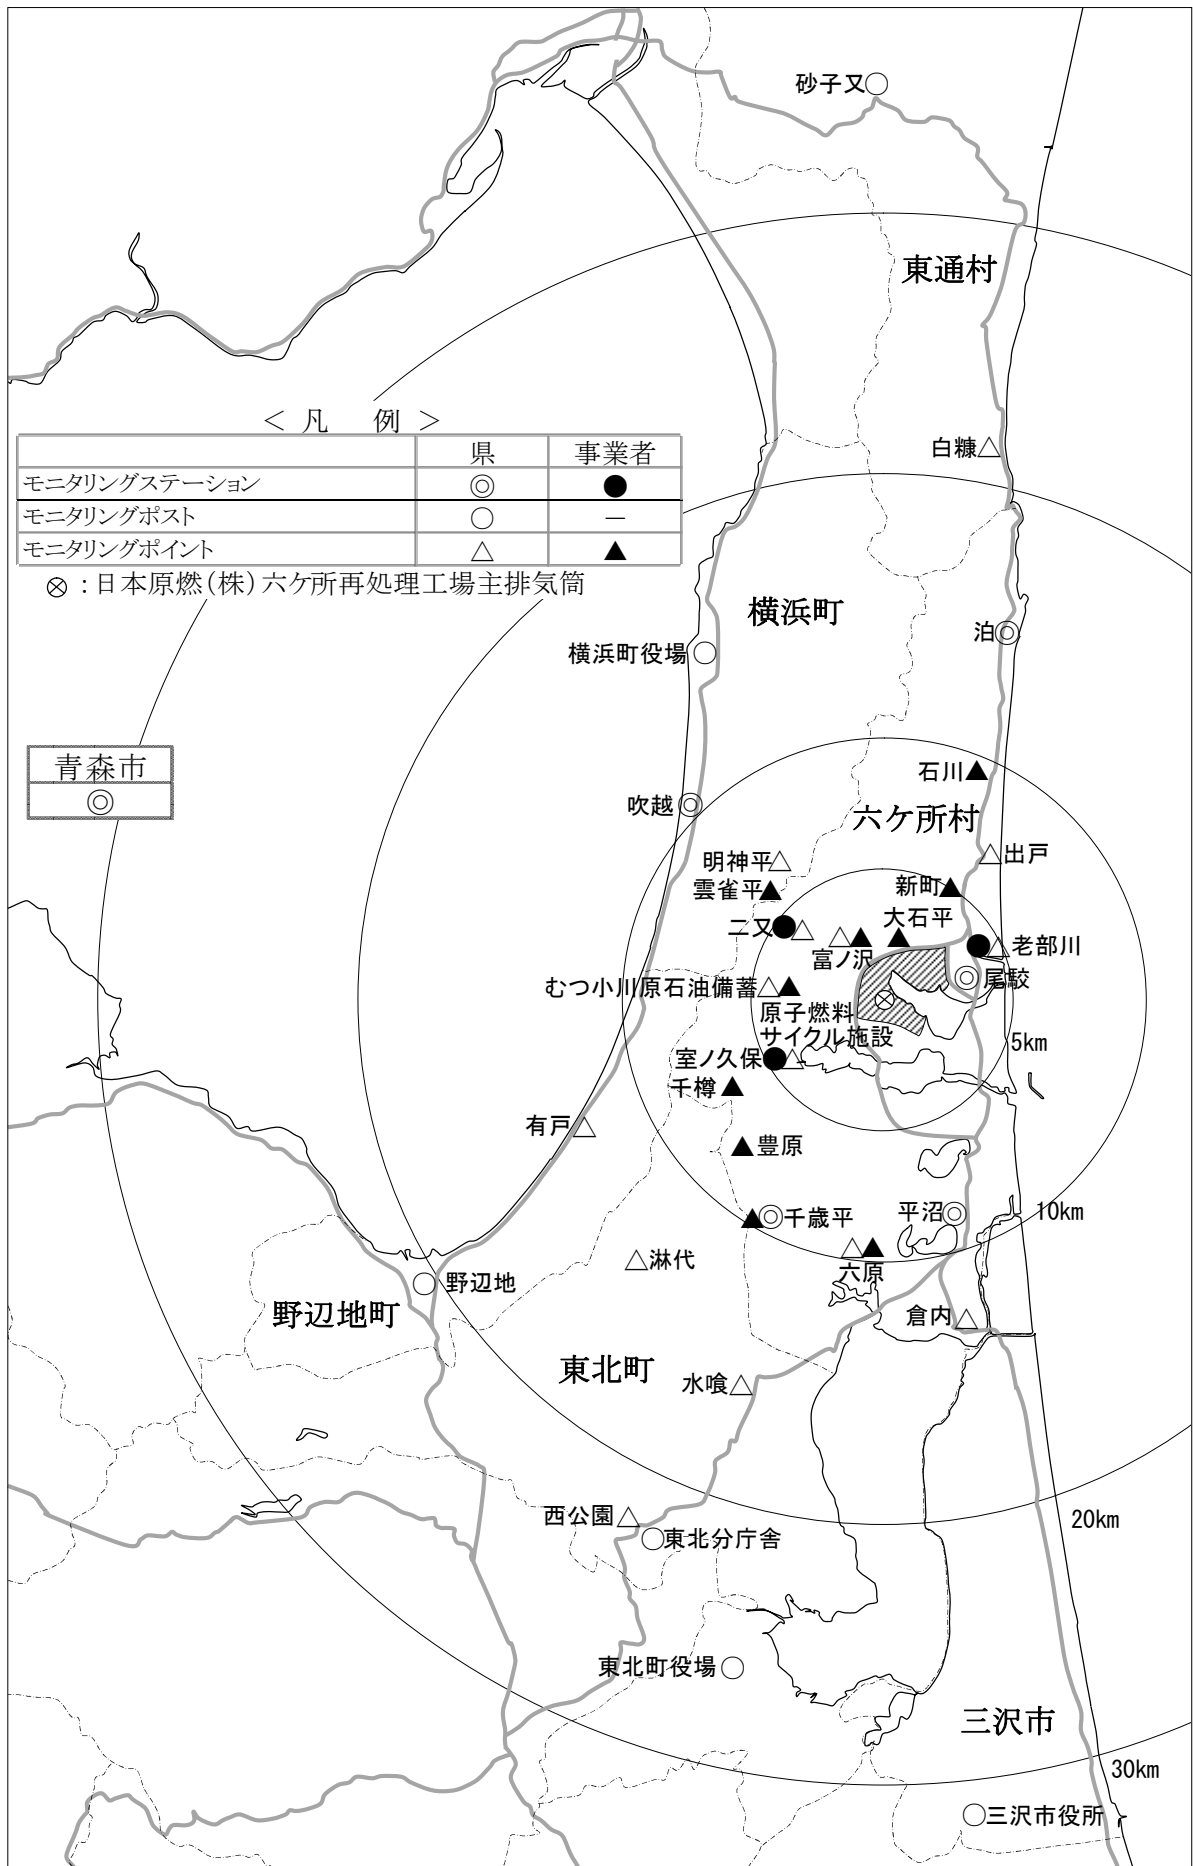 砂子又○
東通村
＜ 凡　例 ＞
県 事業者
白糠△
モニタリングステーション ◎ ●
モニタリングポスト ○ －
モニタリングポイント △ ▲
⊗ : 日本原燃(株)六ケ所再処理工場主排気筒
横浜町
泊◎
横浜町役場 ○
青森市
◎
石川▲
吹越◎
六ケ所村
明神平△
△出戸
雲雀平▲
新町▲
大石平
▲
二又●△
△▲
富ノ沢
●△老部川
◎
尾駮
むつ小川原石油備蓄△▲
⊗
原子燃料
サイクル施設
5km
室ノ久保●△
千樽▲
有戸△
▲豊原
▲◎千歳平
平沼◎
10km
△▲
六原
△淋代
○ 野辺地
野辺地町
倉内△
東北町
水喰△
西公園△
20km
○東北分庁舎
東北町役場○
三沢市
30km
○三沢市役所